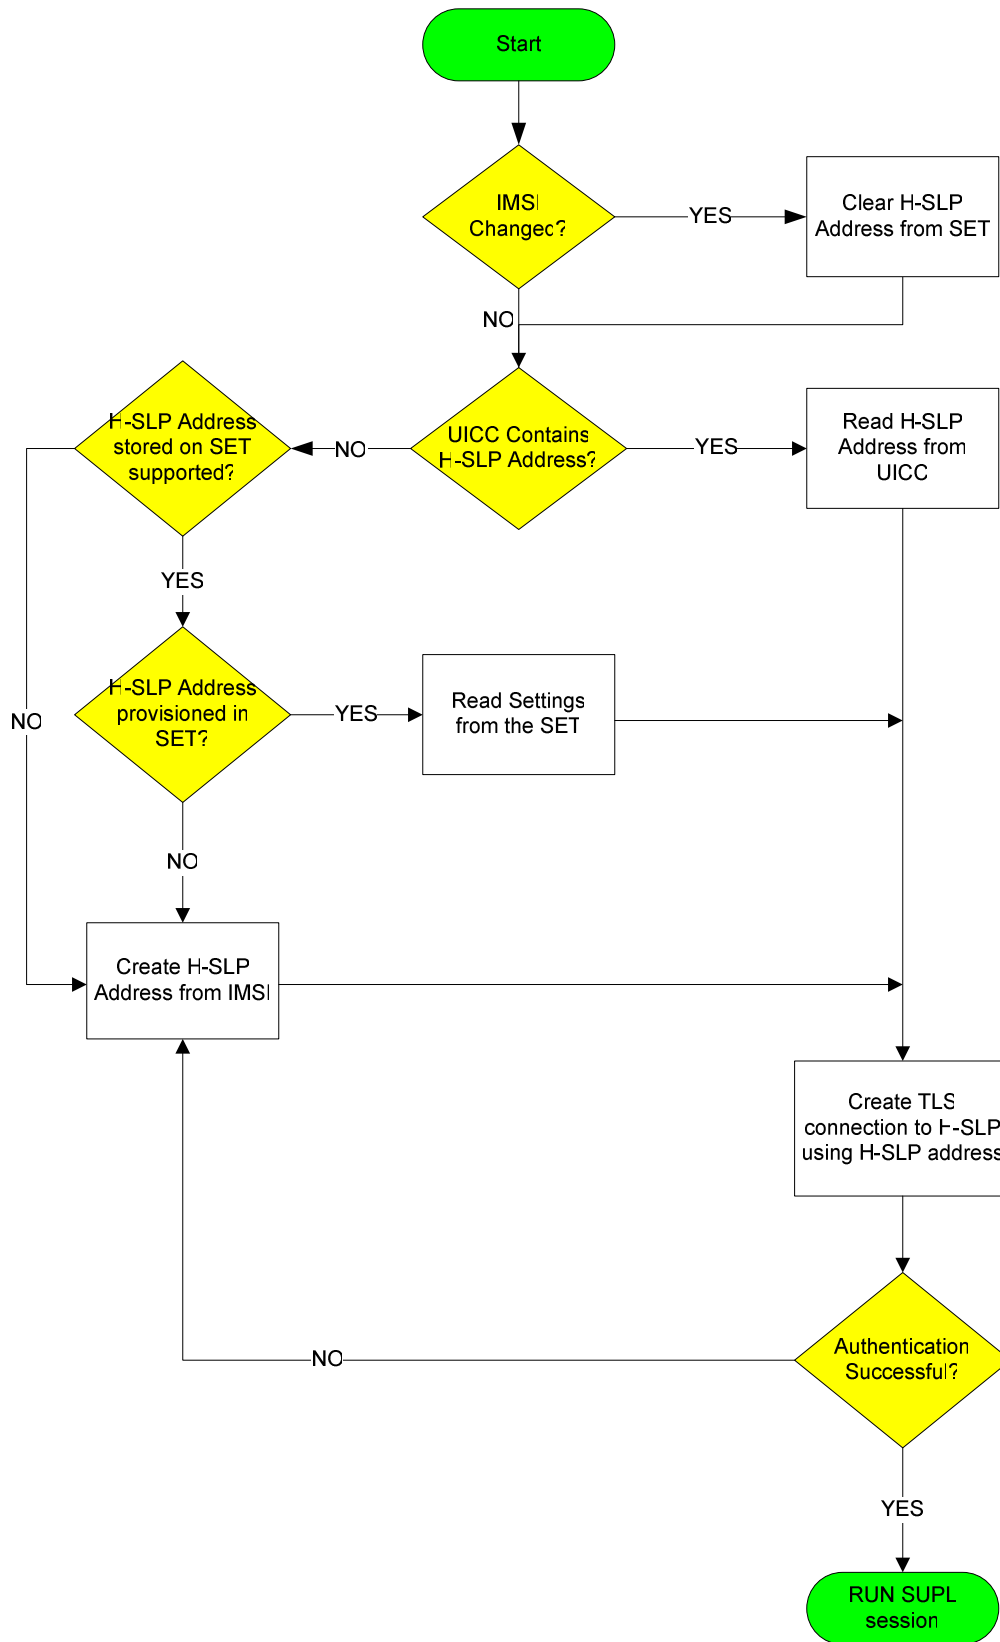 Start
IMSI
Changed?
YES
Clear H-SLP
Address from SET
NO
H-SLP Address
stored on SET
supported?
NO
UICC Contains
H-SLP Address?
YES
Read H-SLP
Address from
UICC
YES
NO
H-SLP Address
provisioned in
SET?
YES
Read Settings
from the SET
NO
Create H-SLP
Address from IMSI
Create TLS
connection to H-SLP
using H-SLP address
NO
Authentication
Successful?
YES
RUN SUPL
session